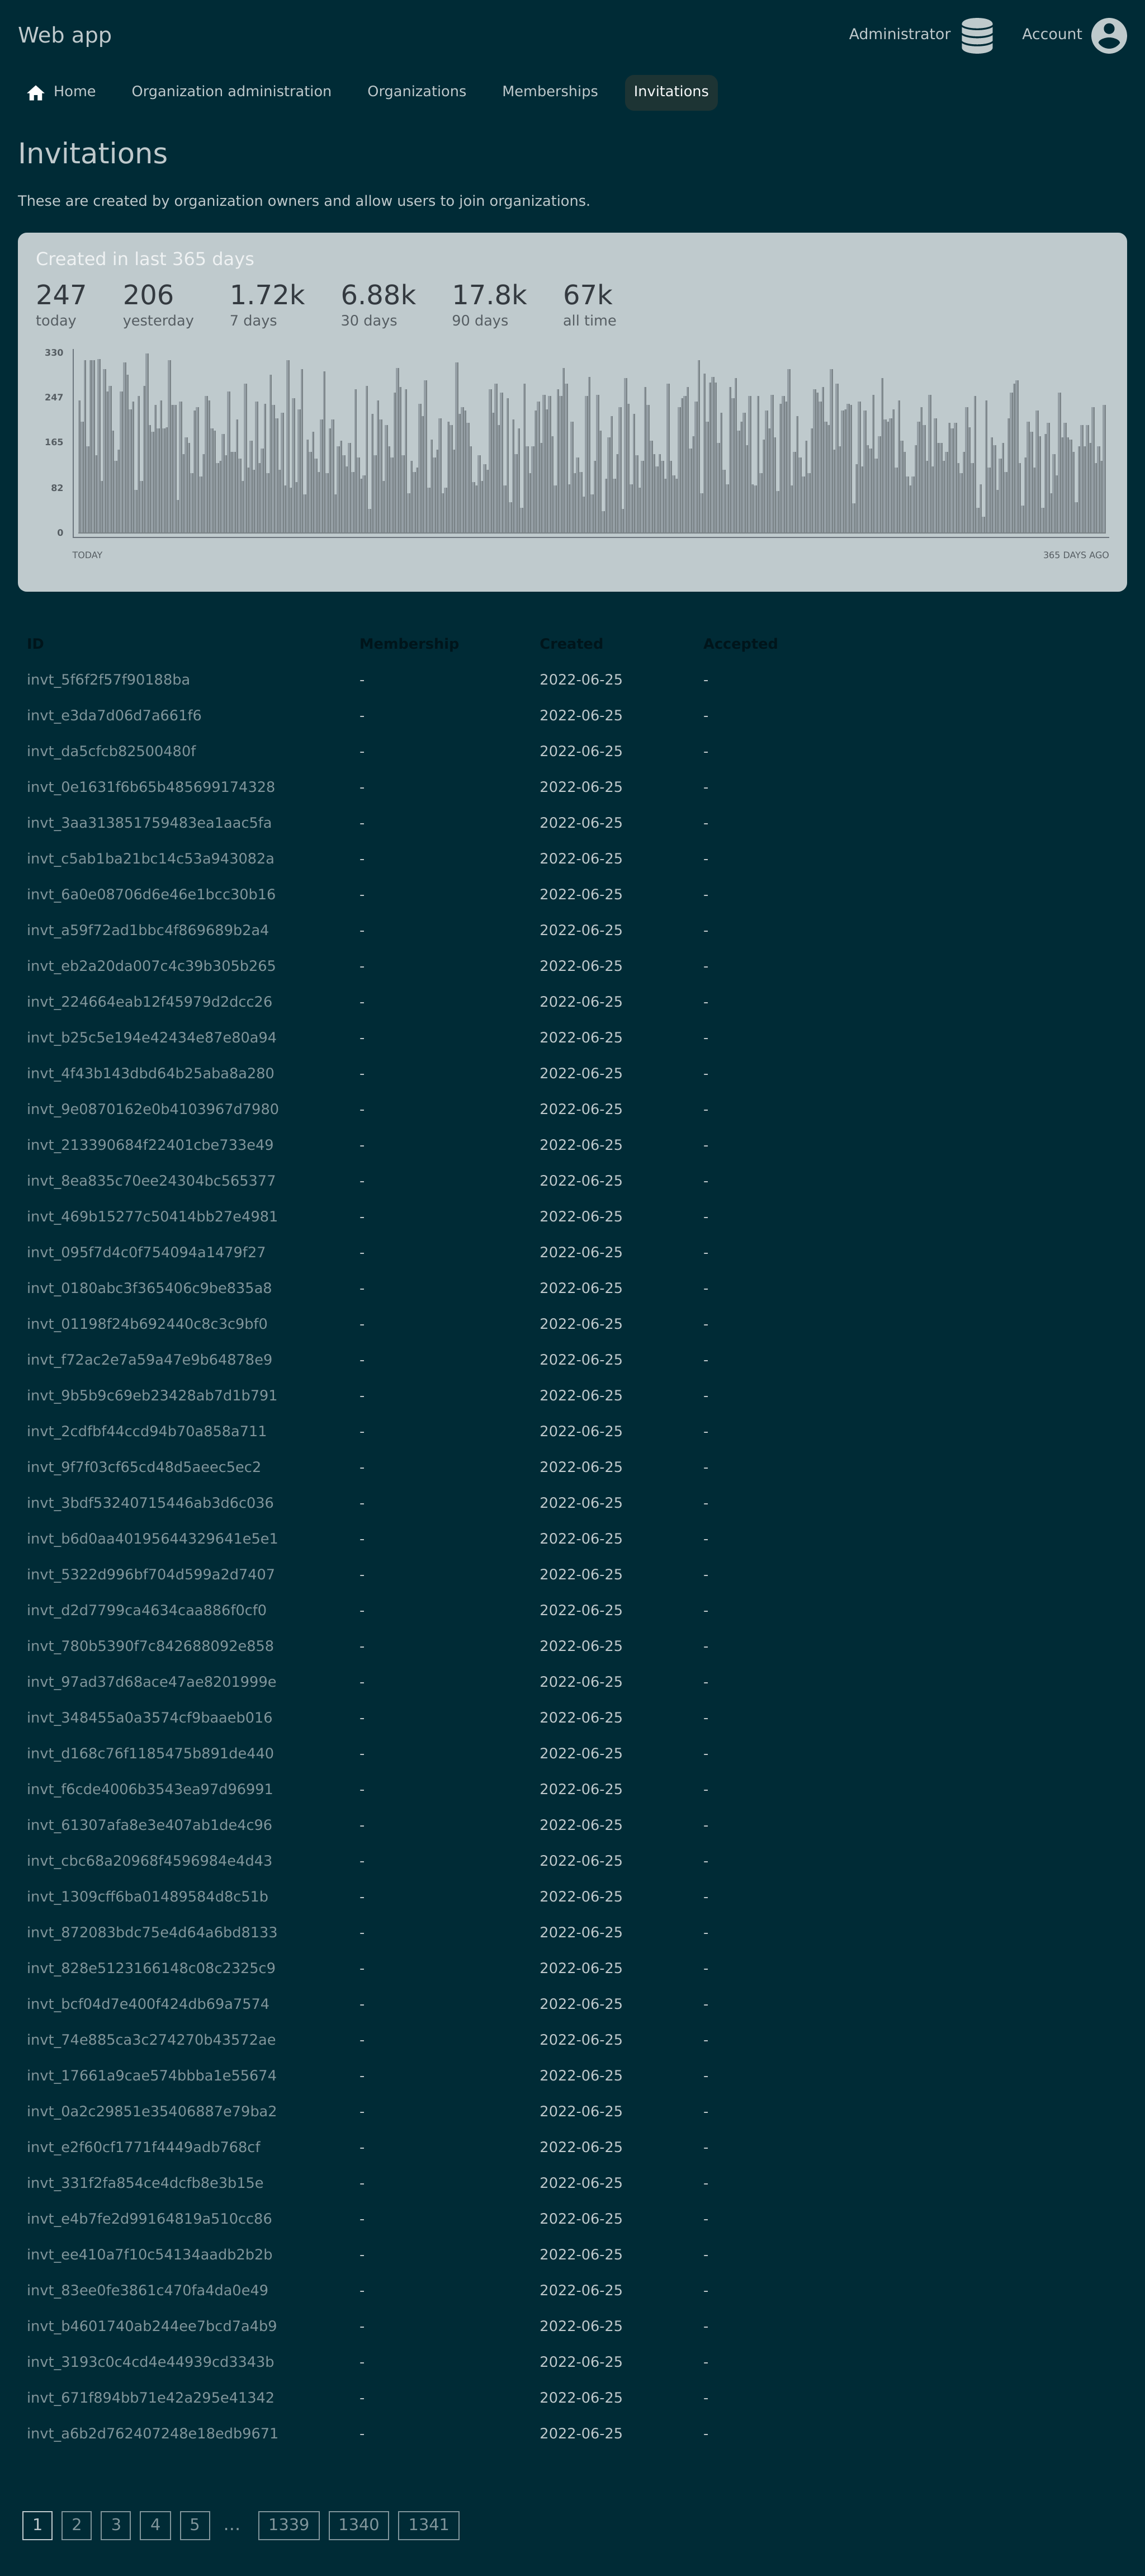 Web app
Administrator
Account
Home
Organization administration
Organizations
Memberships
Invitations
Invitations
These are created by organization owners and allow users to join organizations.
Created in last 365 days
247 206 1.72k 6.88k 17.8k 67k
today yesterday 7 days 30 days 90 days all time
330
247
165
82
0
TODAY 365 DAYS AGO
ID Membership Created Accepted
invt_5f6f2f57f90188ba - 2022-06-25 -
invt_e3da7d06d7a661f6 - 2022-06-25 -
invt_da5cfcb82500480f - 2022-06-25 -
invt_0e1631f6b65b485699174328 - 2022-06-25 -
invt_3aa313851759483ea1aac5fa - 2022-06-25 -
invt_c5ab1ba21bc14c53a943082a - 2022-06-25 -
invt_6a0e08706d6e46e1bcc30b16 - 2022-06-25 -
invt_a59f72ad1bbc4f869689b2a4 - 2022-06-25 -
invt_eb2a20da007c4c39b305b265 - 2022-06-25 -
invt_224664eab12f45979d2dcc26 - 2022-06-25 -
invt_b25c5e194e42434e87e80a94 - 2022-06-25 -
invt_4f43b143dbd64b25aba8a280 - 2022-06-25 -
invt_9e0870162e0b4103967d7980 - 2022-06-25 -
invt_213390684f22401cbe733e49 - 2022-06-25 -
invt_8ea835c70ee24304bc565377 - 2022-06-25 -
invt_469b15277c50414bb27e4981 - 2022-06-25 -
invt_095f7d4c0f754094a1479f27 - 2022-06-25 -
invt_0180abc3f365406c9be835a8 - 2022-06-25 -
invt_01198f24b692440c8c3c9bf0 - 2022-06-25 -
invt_f72ac2e7a59a47e9b64878e9 - 2022-06-25 -
invt_9b5b9c69eb23428ab7d1b791 - 2022-06-25 -
invt_2cdfbf44ccd94b70a858a711 - 2022-06-25 -
invt_9f7f03cf65cd48d5aeec5ec2 - 2022-06-25 -
invt_3bdf53240715446ab3d6c036 - 2022-06-25 -
invt_b6d0aa40195644329641e5e1 - 2022-06-25 -
invt_5322d996bf704d599a2d7407 - 2022-06-25 -
invt_d2d7799ca4634caa886f0cf0 - 2022-06-25 -
invt_780b5390f7c842688092e858 - 2022-06-25 -
invt_97ad37d68ace47ae8201999e - 2022-06-25 -
invt_348455a0a3574cf9baaeb016 - 2022-06-25 -
invt_d168c76f1185475b891de440 - 2022-06-25 -
invt_f6cde4006b3543ea97d96991 - 2022-06-25 -
invt_61307afa8e3e407ab1de4c96 - 2022-06-25 -
invt_cbc68a20968f4596984e4d43 - 2022-06-25 -
invt_1309cff6ba01489584d8c51b - 2022-06-25 -
invt_872083bdc75e4d64a6bd8133 - 2022-06-25 -
invt_828e5123166148c08c2325c9 - 2022-06-25 -
invt_bcf04d7e400f424db69a7574 - 2022-06-25 -
invt_74e885ca3c274270b43572ae - 2022-06-25 -
invt_17661a9cae574bbba1e55674 - 2022-06-25 -
invt_0a2c29851e35406887e79ba2 - 2022-06-25 -
invt_e2f60cf1771f4449adb768cf - 2022-06-25 -
invt_331f2fa854ce4dcfb8e3b15e - 2022-06-25 -
invt_e4b7fe2d99164819a510cc86 - 2022-06-25 -
invt_ee410a7f10c54134aadb2b2b - 2022-06-25 -
invt_83ee0fe3861c470fa4da0e49 - 2022-06-25 -
invt_b4601740ab244ee7bcd7a4b9 - 2022-06-25 -
invt_3193c0c4cd4e44939cd3343b - 2022-06-25 -
invt_671f894bb71e42a295e41342 - 2022-06-25 -
invt_a6b2d762407248e18edb9671 - 2022-06-25 -
1 2 3 4 5 … 1339 1340 1341